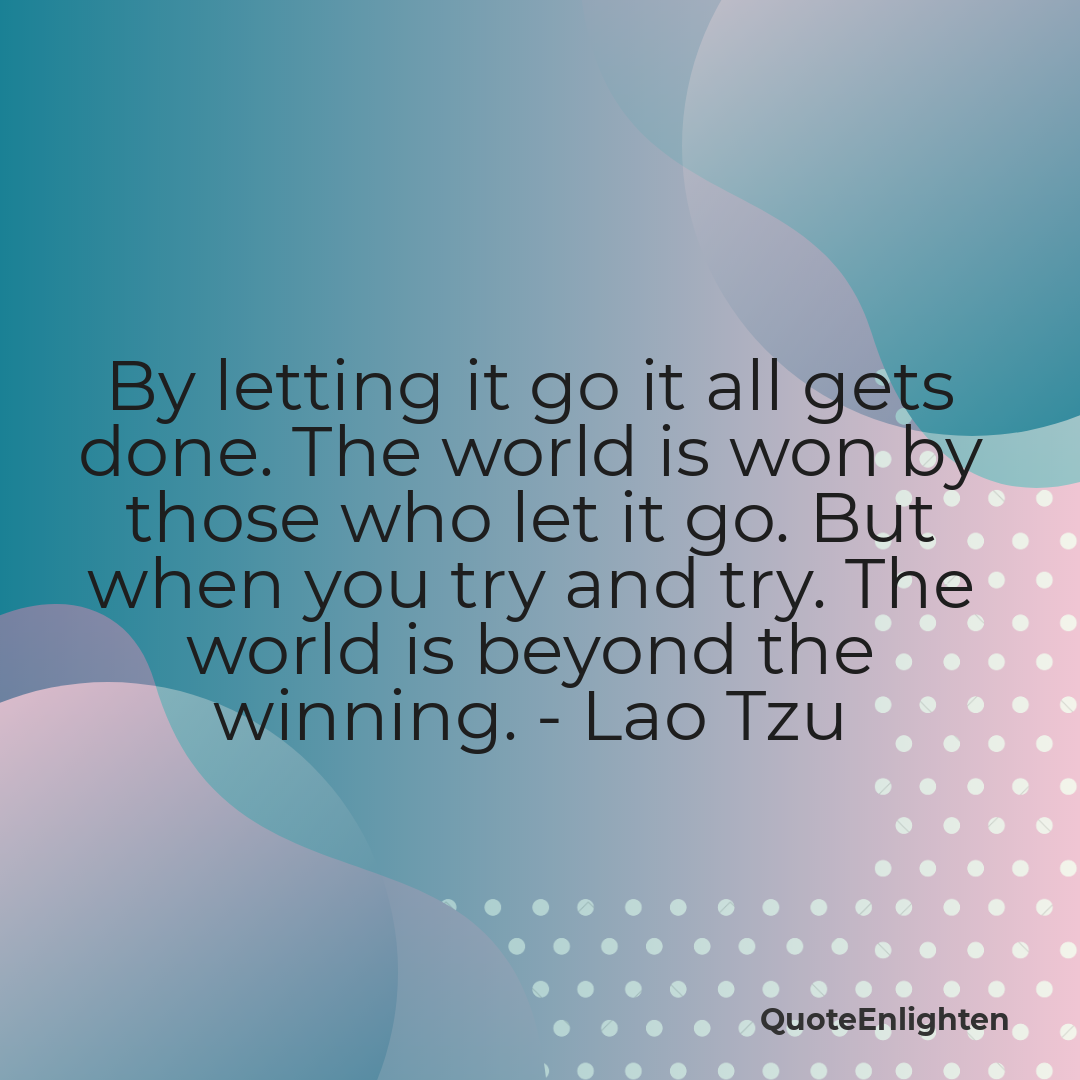 By letting it go it all gets
done. The world is won by
those who let it go. But
when you try and try. The
world is beyond the
winning. - Lao Tzu
QuoteEnlighten